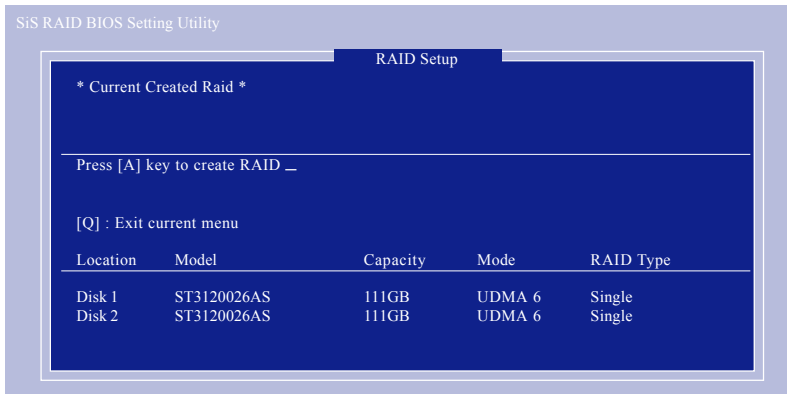 SiS RAID BIOS Setting Utility
RAID Setup
* Current Created Raid *
Press [A] key to create RAID _
[Q] : Exit current menu
Location Model Capacity Mode RAID Type
Disk 1 ST3120026AS 111GB UDMA 6 Single
Disk 2 ST3120026AS 111GB UDMA 6 Single